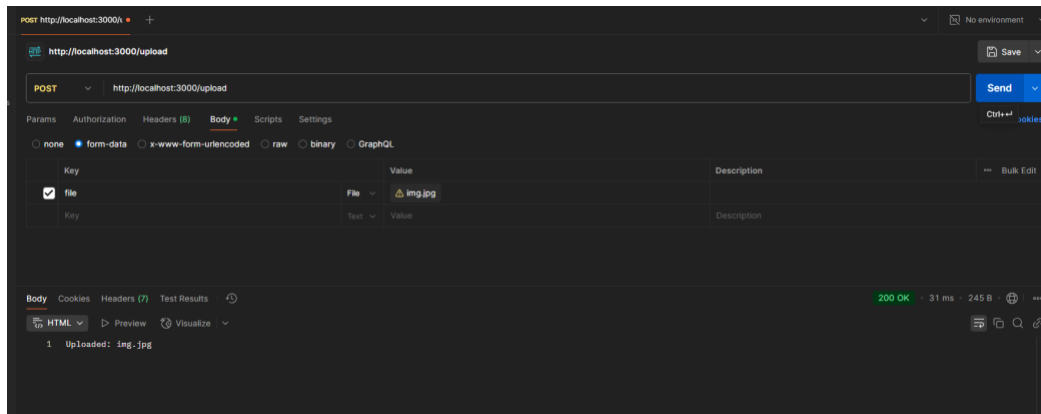 POST http://localhost:3000/u
No environment
http://localhost:3000/upload
Save
POST http://localhost:3000/upload
Send
Ctrl+↵
ookies
Params Authorization Headers (8) Body Scripts Settings
none form-data x-www-form-urlencoded raw binary GraphQL
Key Value Description ••• Bulk Edit
file File img.jpg
Key Text Value Description
Body Cookies Headers (7) Test Results
200 OK • 31 ms • 245 B
HTML Preview Visualize
1 Uploaded: img.jpg